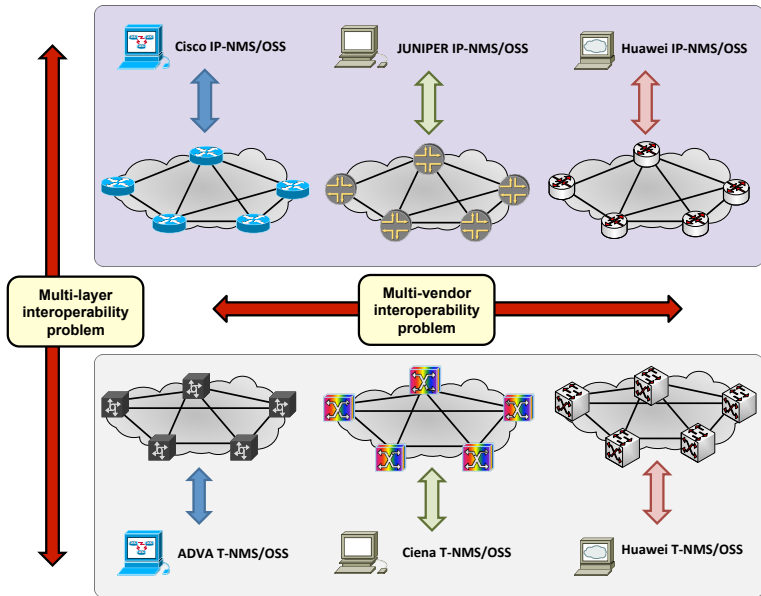 Cisco IP-NMS/OSS
JUNIPER IP-NMS/OSS
Huawei IP-NMS/OSS
Multi-layer
interoperability
problem
Multi-vendor
interoperability
problem
ADVA T-NMS/OSS
Ciena T-NMS/OSS
Huawei T-NMS/OSS